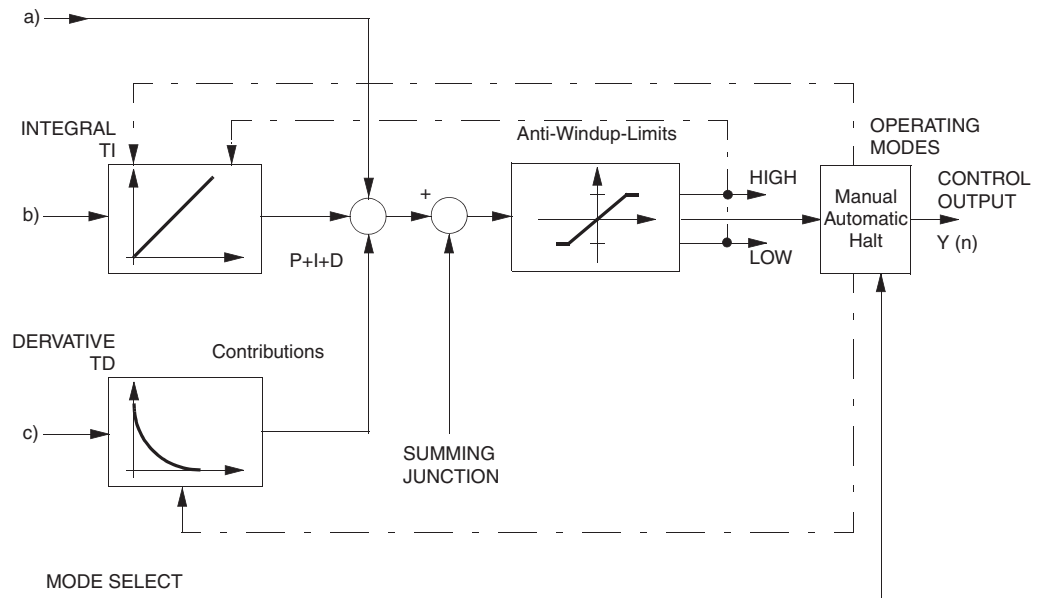 a)
INTEGRAL
TI
Anti-Windup-Limits
OPERATING
MODES
HIGH
CONTROL
OUTPUT
Manual
Automatic
Halt
b)
+
Y (n)
P+I+D
LOW
DERVATIVE
TD
Contributions
c)
SUMMING
JUNCTION
MODE SELECT